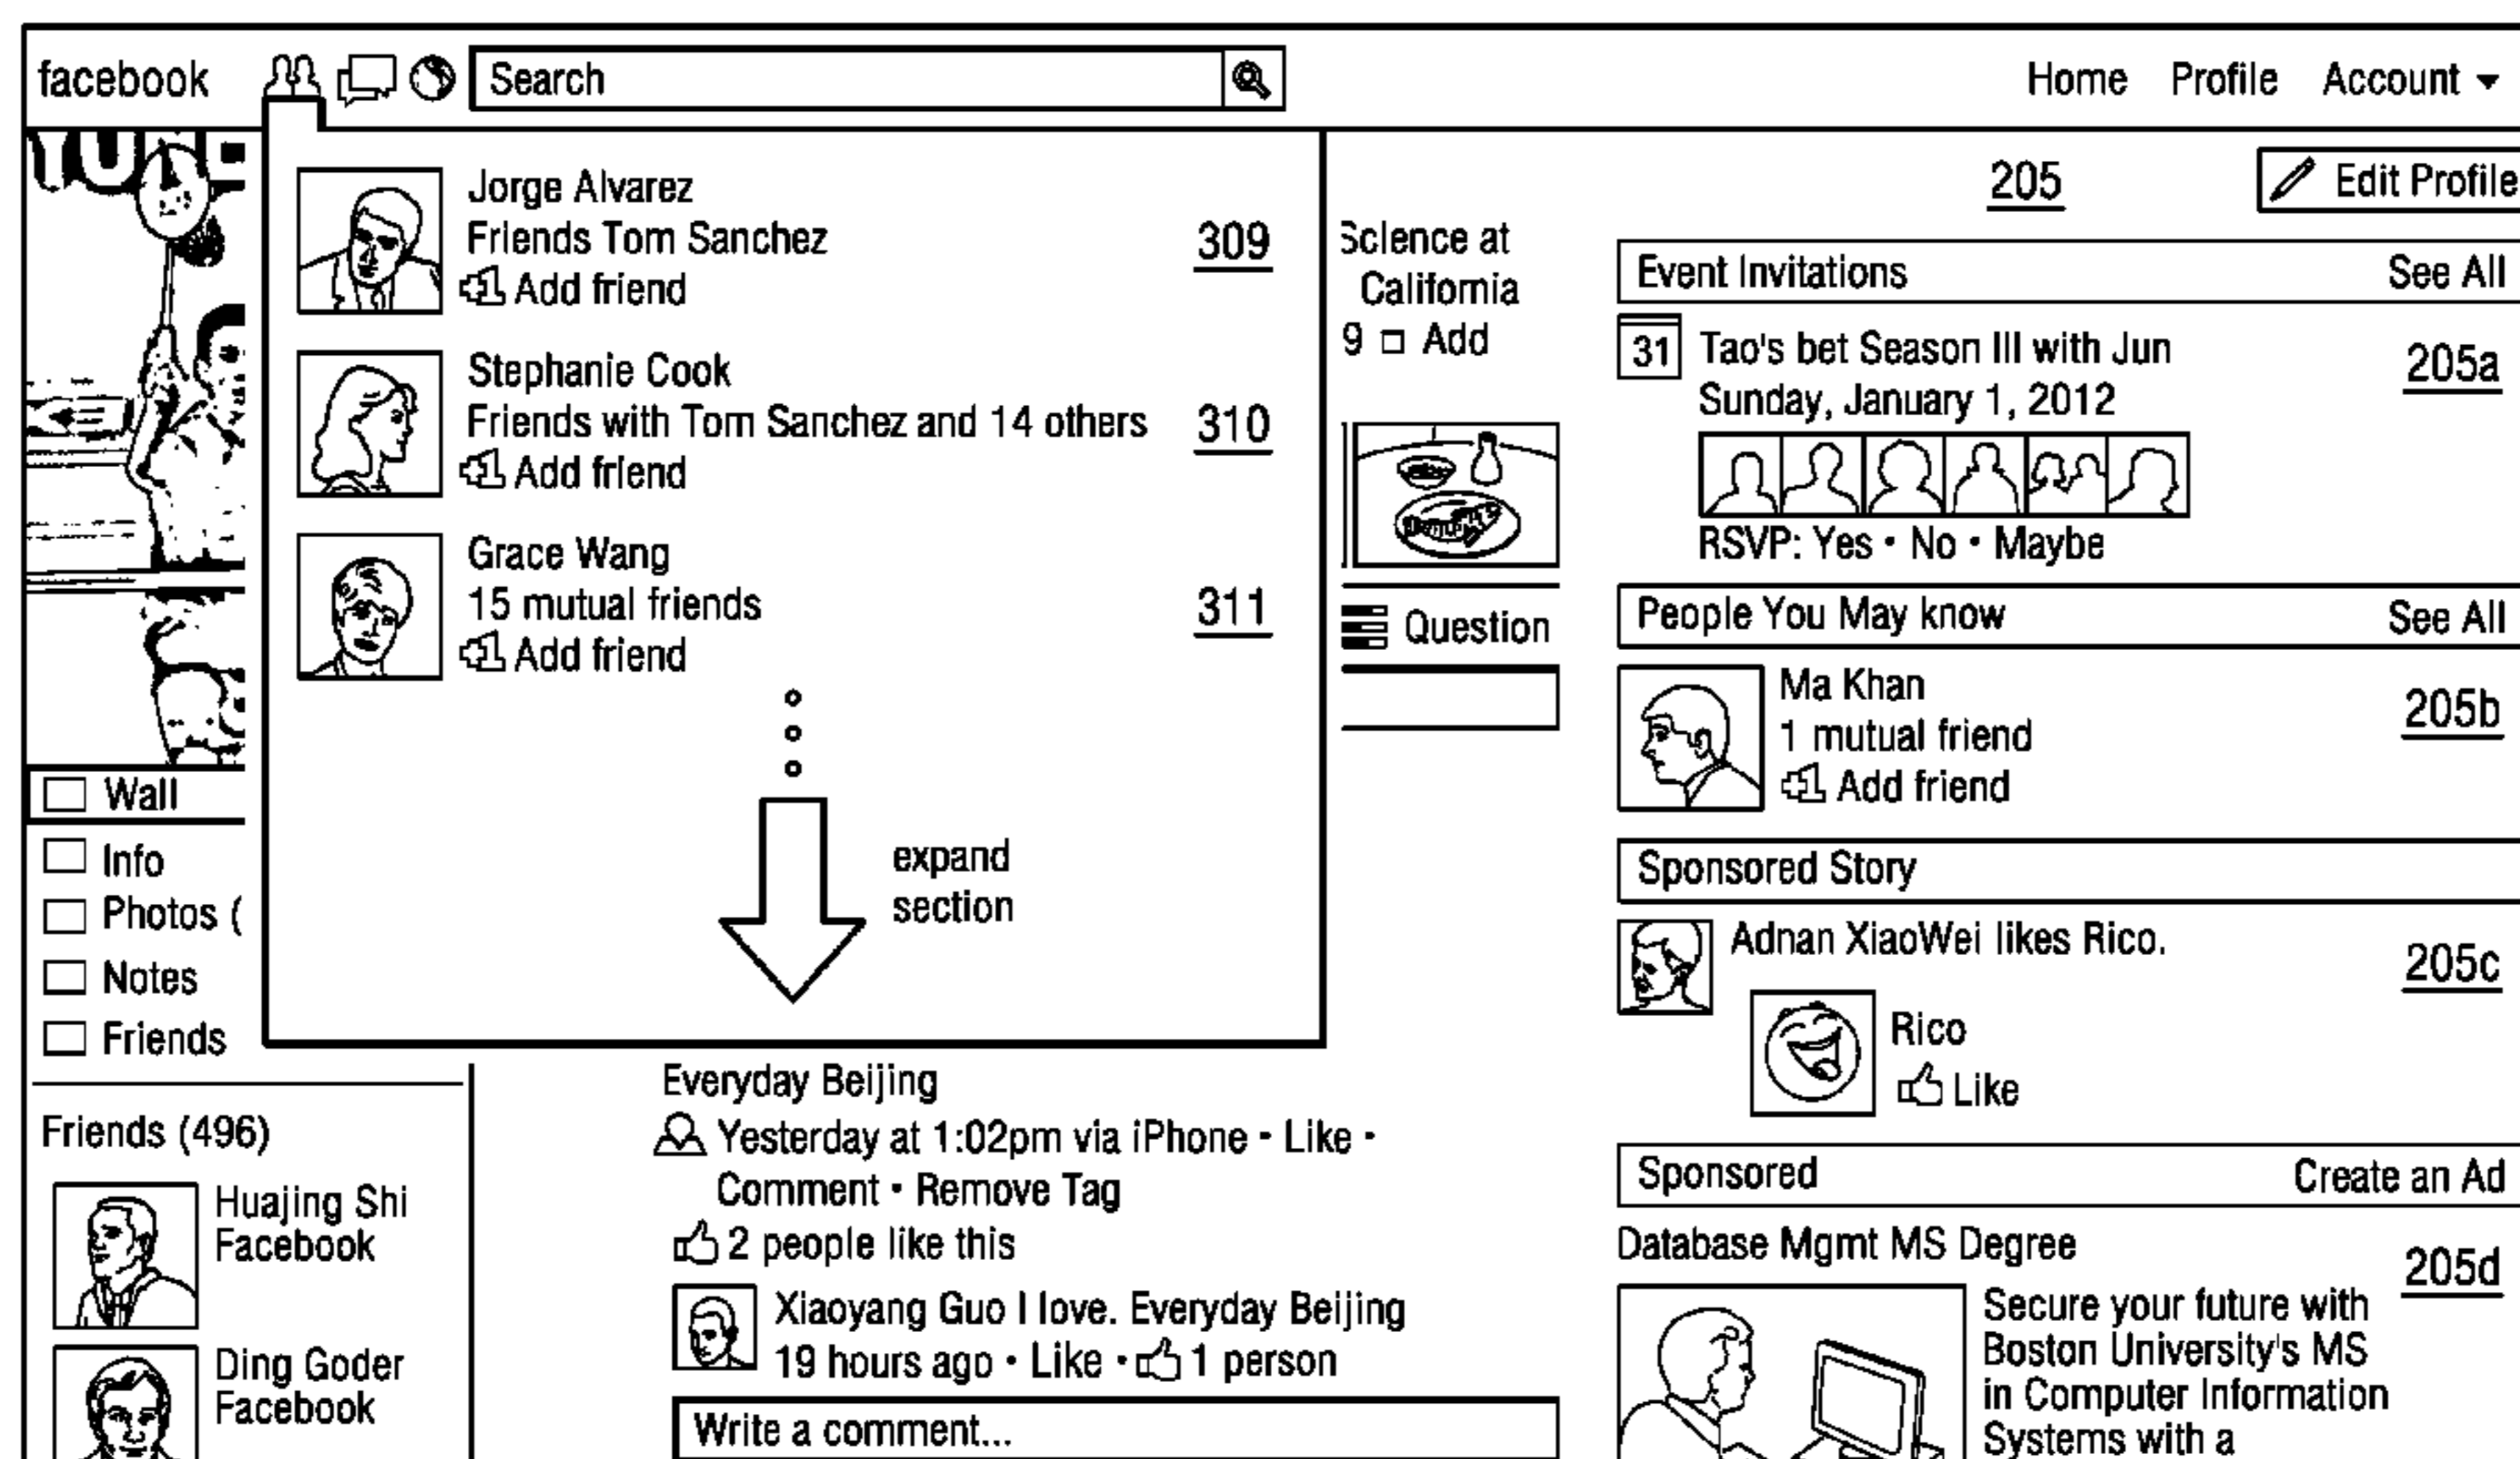 facebook
Search
Home Profile Account
Jorge Alvarez
Friends Tom Sanchez
Add friend
309
Stephanie Cook
Friends with Tom Sanchez and 14 others
Add friend
310
Grace Wang
15 mutual friends
Add friend
311
expand
section
Science at
California
9 □ Add
Question
205
Edit Profile
Event Invitations See All
31
Tao's bet Season III with Jun
Sunday, January 1, 2012
RSVP: Yes • No • Maybe
205a
People You May know See All
Ma Khan
1 mutual friend
Add friend
205b
Sponsored Story
Adnan XiaoWei likes Rico.
Rico
Like
205c
Sponsored Create an Ad
Database Mgmt MS Degree
205d
Secure your future with
Boston University's MS
in Computer Information
Systems with a
Wall
Info
Photos (
Notes
Friends
Friends (496)
Huajing Shi
Facebook
Ding Goder
Facebook
Everyday Beijing
Yesterday at 1:02pm via iPhone - Like -
Comment • Remove Tag
2 people like this
Xiaoyang Guo I love. Everyday Beijing
19 hours ago • Like • 1 person
Write a comment...